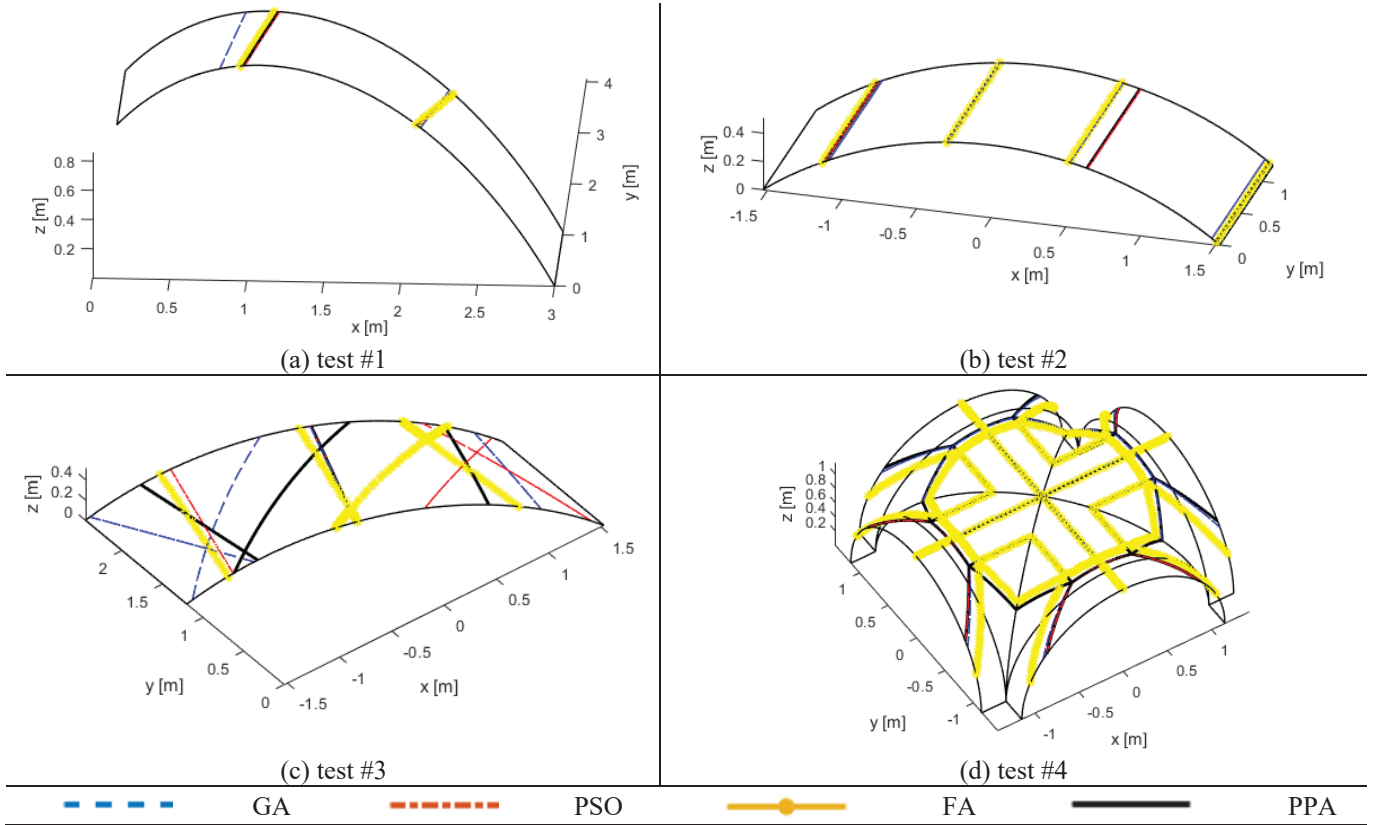 4
3
2
1
0
y [m]
0.8
0.6
0.4
0.2
z [m]
0 0.5 1 1.5 2 2.5 3
x [m]
(a) test #1
0.4
0.2
0
z [m]
-1.5 -1 -0.5 0 0.5 1 1.5
x [m]
1
0.5
0
y [m]
(b) test #2
0.4
0.2
0
z [m]
2
1.5
1
0.5
0
y [m]
-1.5 -1 -0.5 0 0.5 1 1.5
x [m]
(c) test #3
1
0.8
0.6
0.4
0.2
z [m]
1
0.5
0
-0.5
-1
y [m]
-1 -0.5 0 0.5 1
x [m]
(d) test #4
GA PSO FA PPA